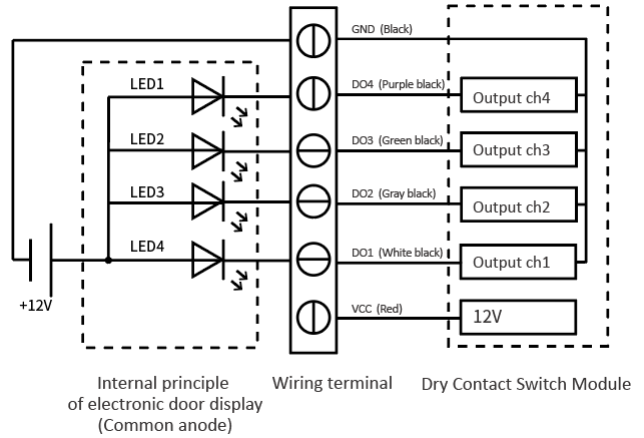 GND (Black)
LED1
DO4 (Purple black)
Output ch4
LED2
DO3 (Green black)
Output ch3
LED3
DO2 (Gray black)
Output ch2
LED4
DO1 (White black)
Output ch1
+12V
VCC (Red)
12V
Internal principle
of electronic door display
(Common anode)
Wiring terminal
Dry Contact Switch Module